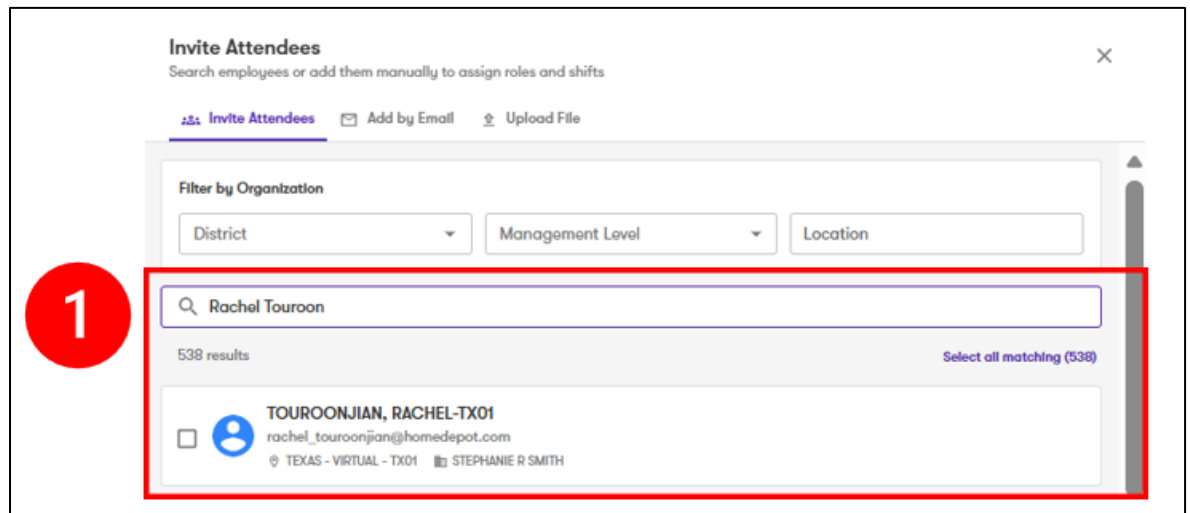 Invite Attendees
Search employees or add them manually to assign roles and shifts
Invite Attendees Add by Email Upload File
Filter by Organization
District Management Level Location
1
Rachel Touroon
538 results Select all matching (538)
TOUROONJIAN, RACHEL-TX01
rachel_touroonjian@homedepot.com
TEXAS - VIRTUAL - TX01 STEPHANIE R SMITH